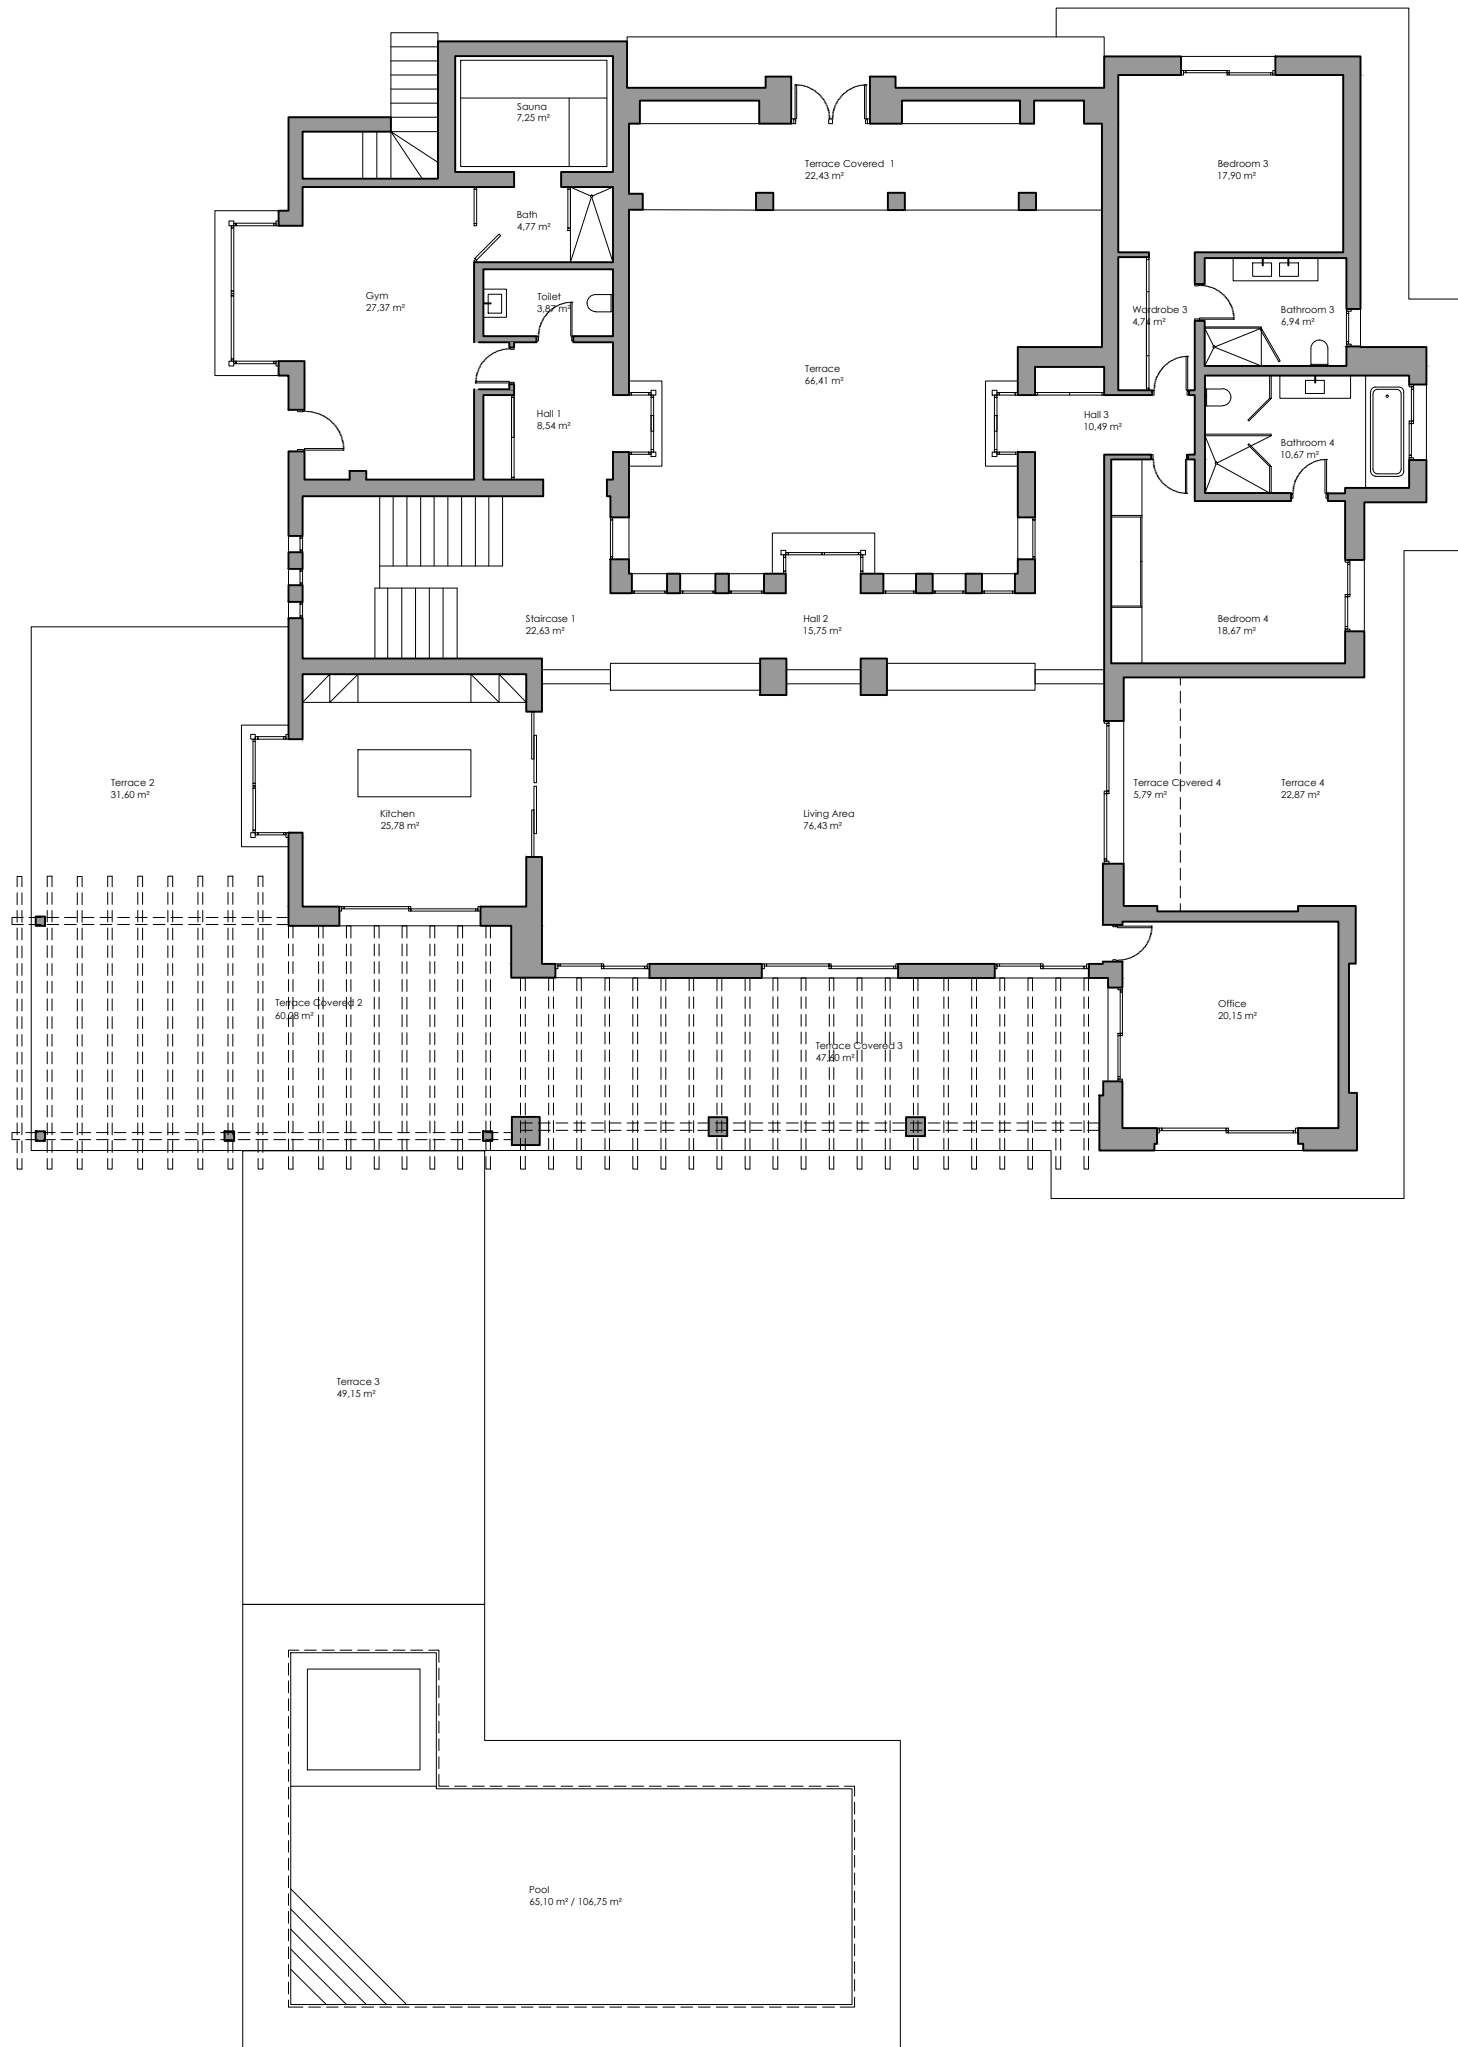 Sauna
7,25 m²
Terrace Covered 1
22,43 m²
Bedroom 3
17,90 m²
Bath
4,77 m²
Gym
27,37 m²
Toilet
3,87 m²
Wardrobe 3
4,74 m²
Bathroom 3
6,94 m²
Terrace
66,41 m²
Hall 1
8,54 m²
Hall 3
10,49 m²
Bathroom 4
10,67 m²
Staircase 1
22,63 m²
Hall 2
15,75 m²
Bedroom 4
18,67 m²
Terrace 2
31,60 m²
Kitchen
25,78 m²
Living Area
76,43 m²
Terrace Covered 4
5,79 m²
Terrace 4
22,87 m²
Terrace Covered 2
60,28 m²
Terrace Covered 3
47,60 m²
Office
20,15 m²
Terrace 3
49,15 m²
Pool
65,10 m² / 106,75 m²